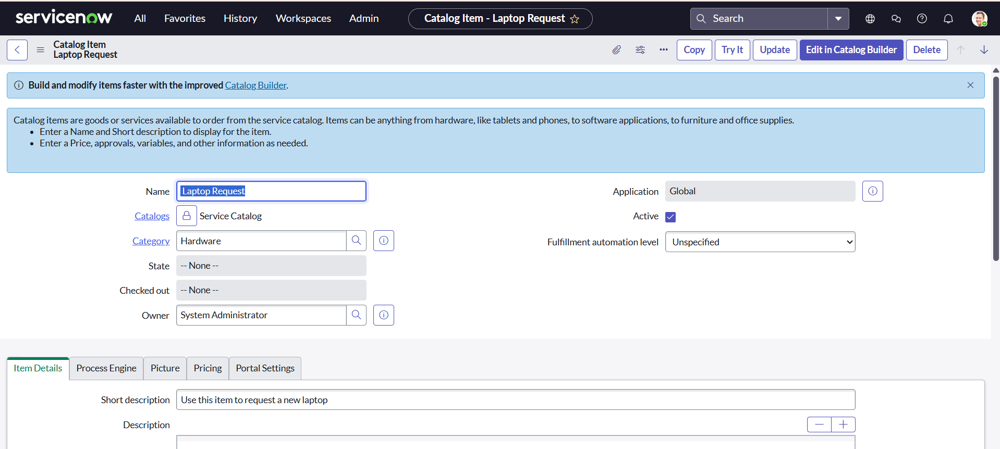 servicenow All Favorites History Workspaces Admin Catalog Item - Laptop Request Search
Catalog Item
Laptop Request
Copy Try It Update Edit in Catalog Builder Delete
Build and modify items faster with the improved Catalog Builder.
Catalog items are goods or services available to order from the service catalog. Items can be anything from hardware, like tablets and phones, to software applications, to furniture and office supplies.
• Enter a Name and Short description to display for the item.
• Enter a Price, approvals, variables, and other information as needed.
Name Laptop Request
Application Global
Catalogs Service Catalog
Active
Category Hardware
Fulfillment automation level Unspecified
State -- None --
Checked out -- None --
Owner System Administrator
Item Details Process Engine Picture Pricing Portal Settings
Short description Use this item to request a new laptop
Description